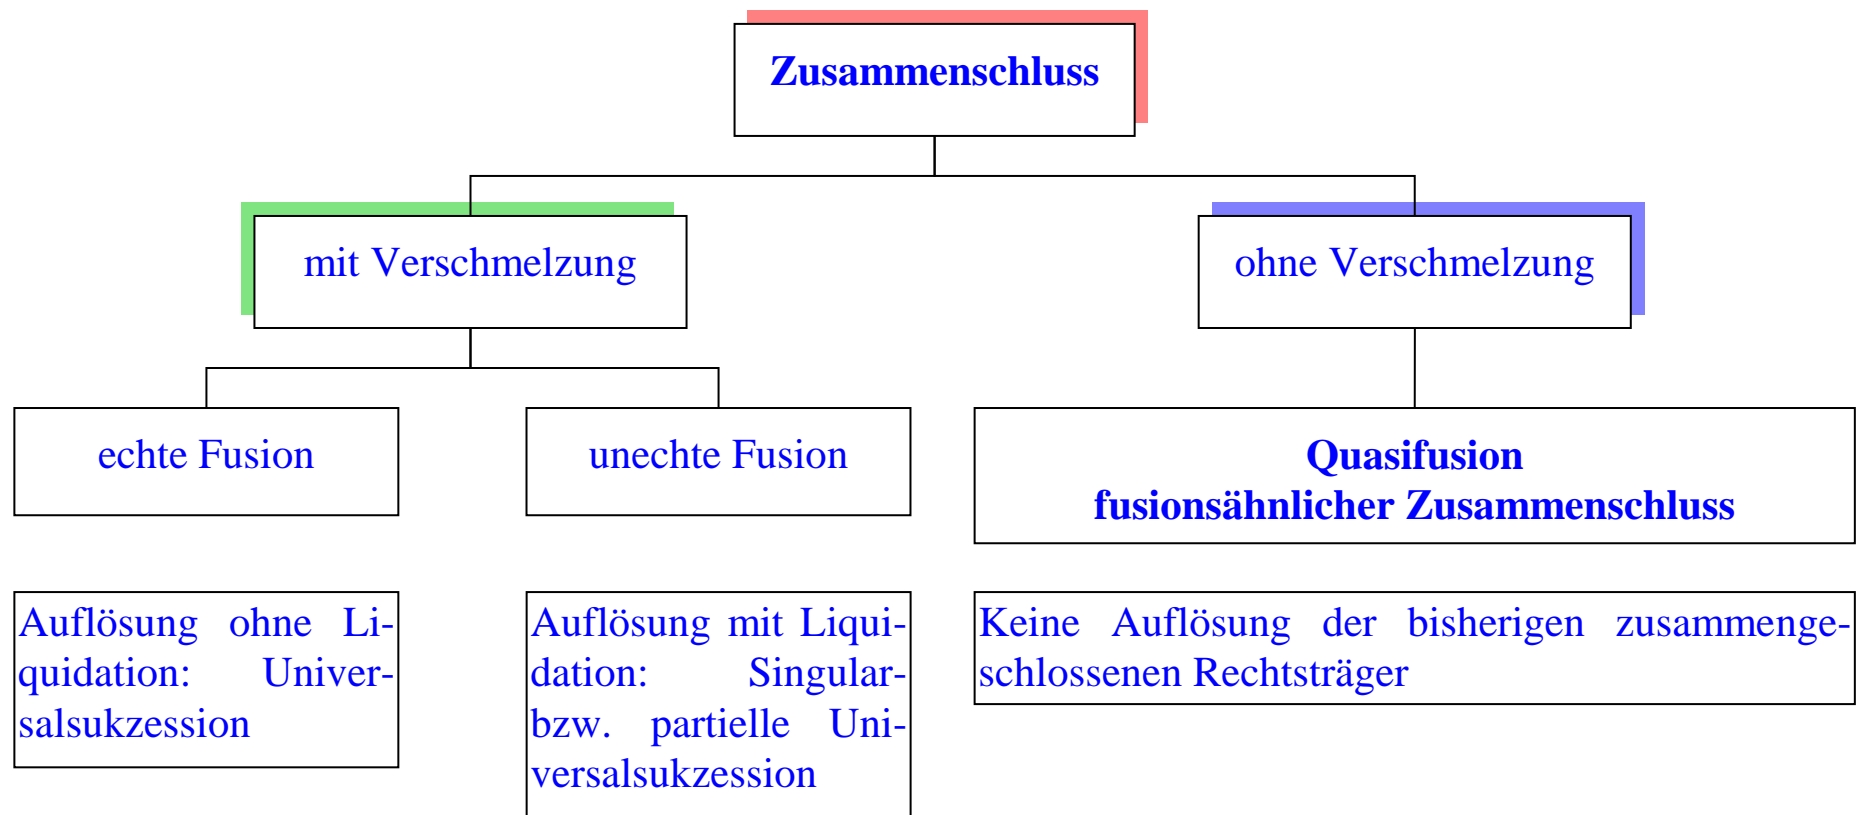 Zusammenschluss
mit Verschmelzung
ohne Verschmelzung
echte Fusion
unechte Fusion
Quasifusion
fusionsähnlicher Zusammenschluss
Auflösung ohne Li-
quidation: Univer-
salsukzession
Auflösung mit Liqui-
dation: Singular-
bzw. partielle Uni-
versalsukzession
Keine Auflösung der bisherigen zusammenge-
schlossenen Rechtsträger